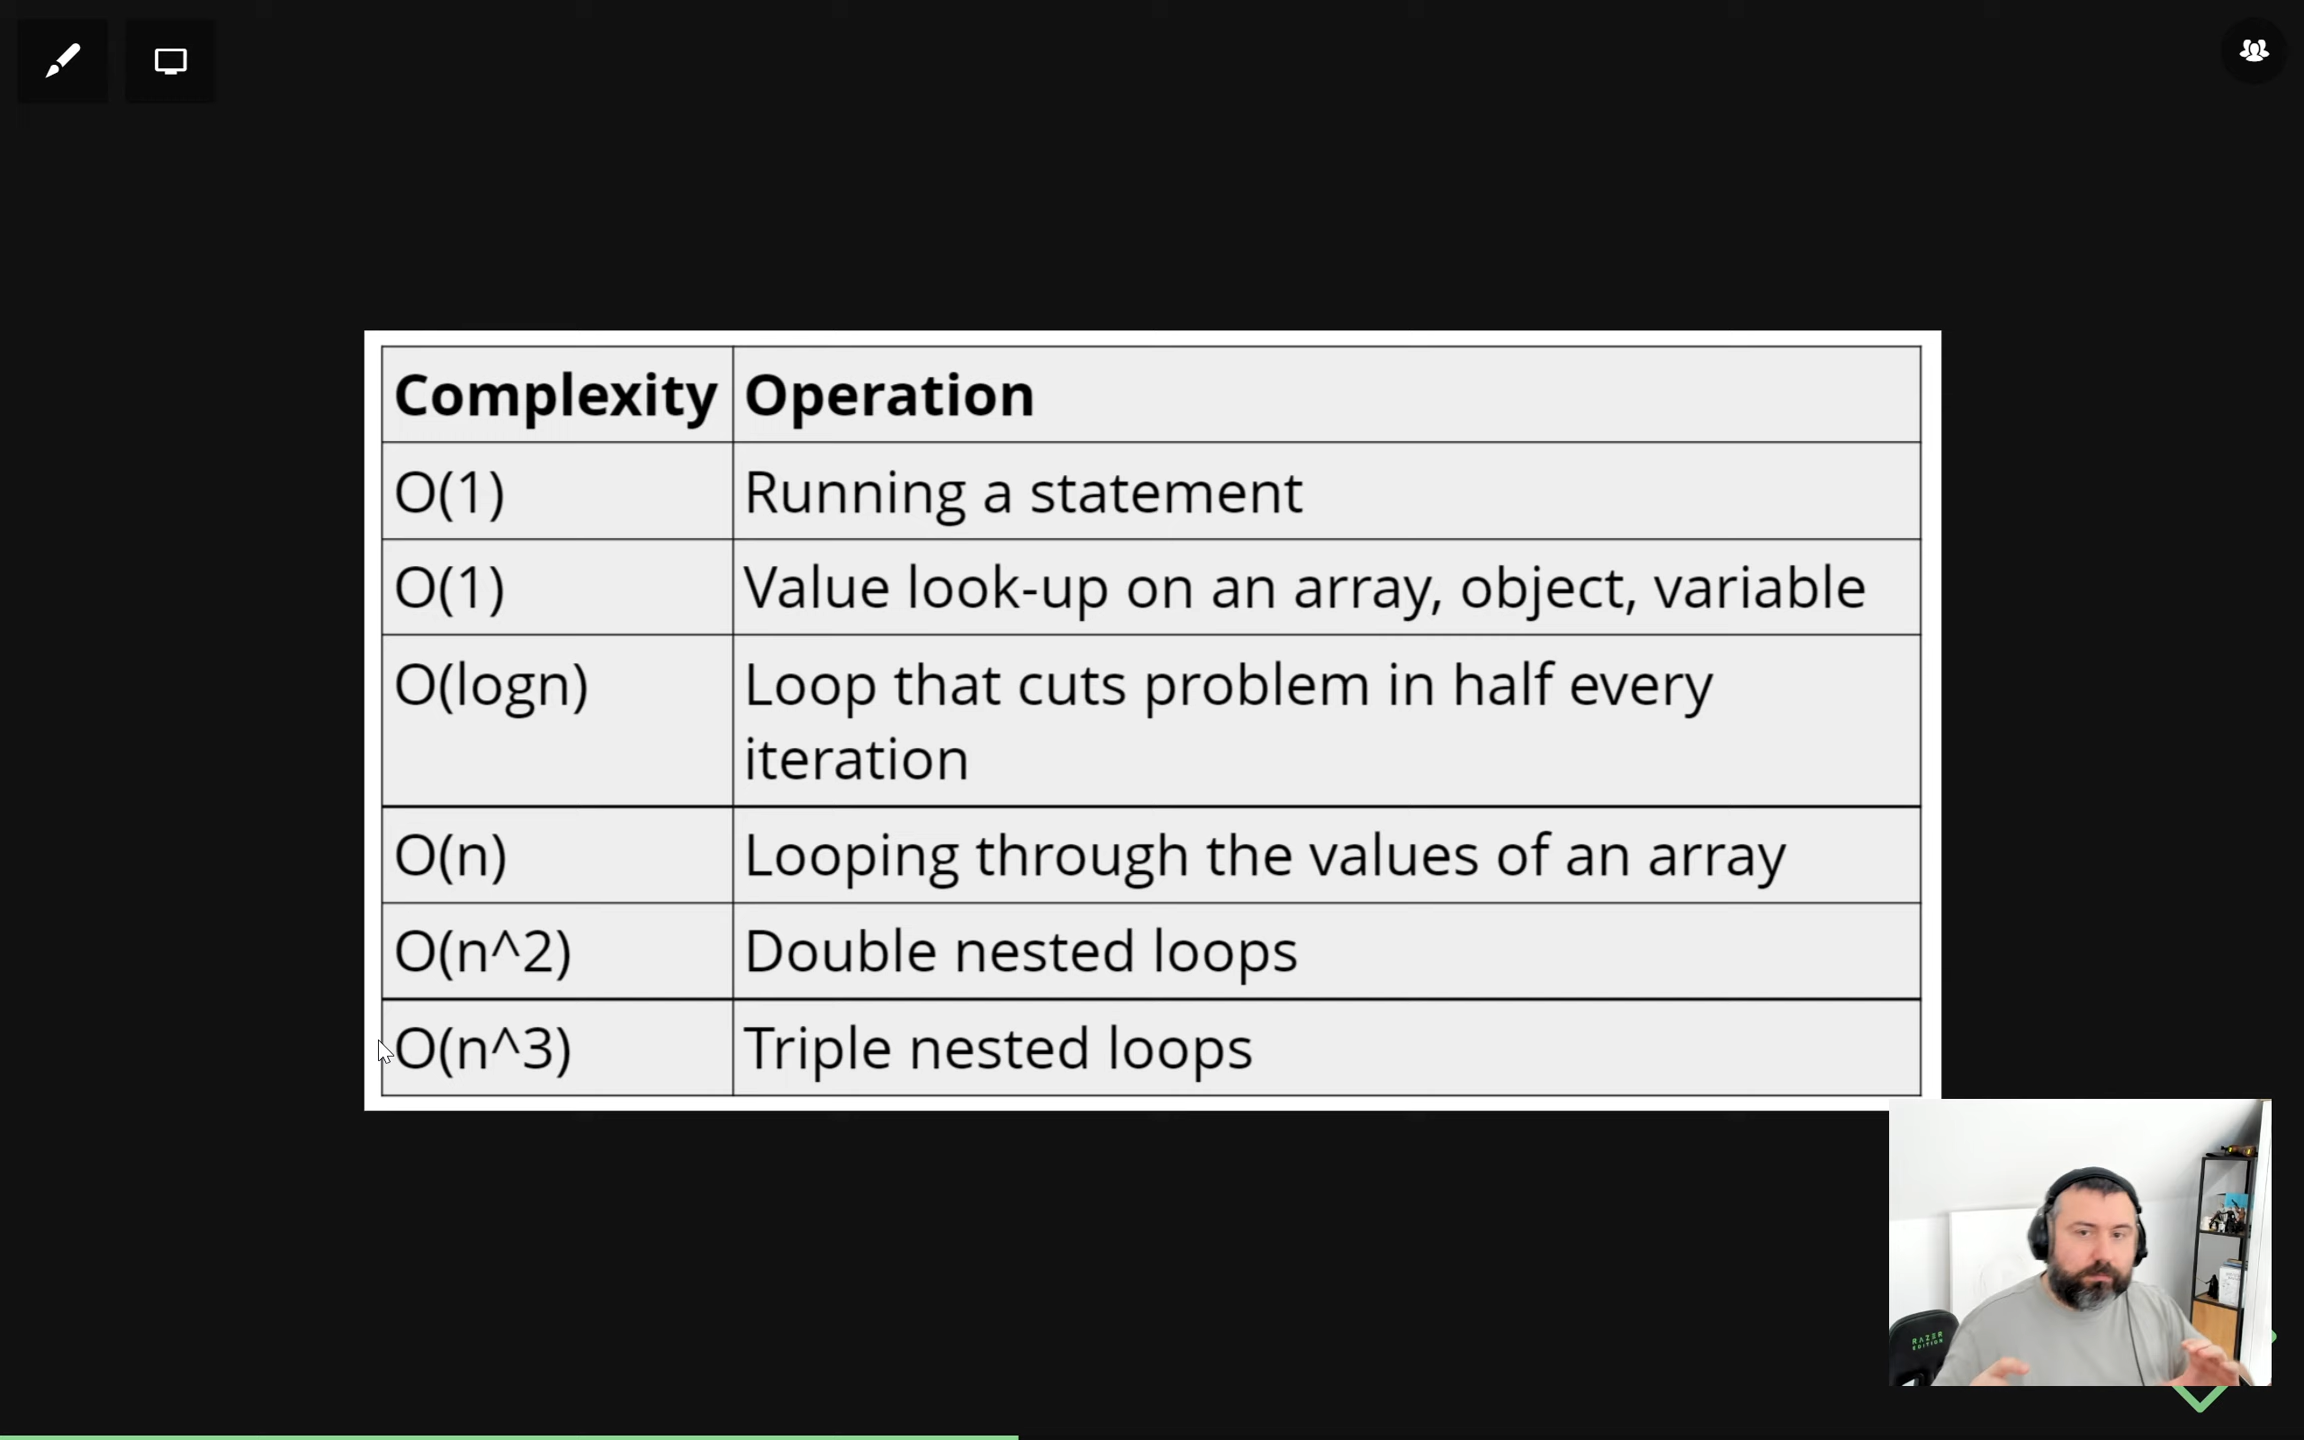 Complexity Operation
O(1) Running a statement
O(1) Value look-up on an array, object, variable
O(logn) Loop that cuts problem in half every
iteration
O(n) Looping through the values of an array
O(n^2) Double nested loops
O(n^3) Triple nested loops
RAZER
EDITION